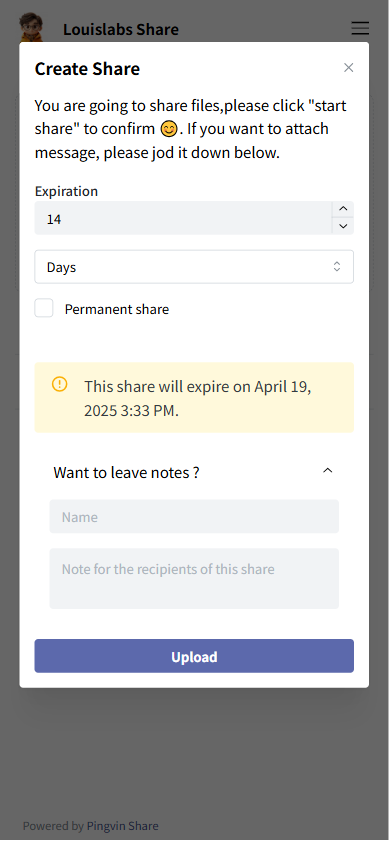 Louislabs Share
Create Share
You are going to share files,please click "start
share" to confirm 😊. If you want to attach
message, please jod it down below.
Expiration
14
Days
Permanent share
This share will expire on April 19,
2025 3:33 PM.
Want to leave notes ?
Name
Note for the recipients of this share
Upload
Powered by Pingvin Share